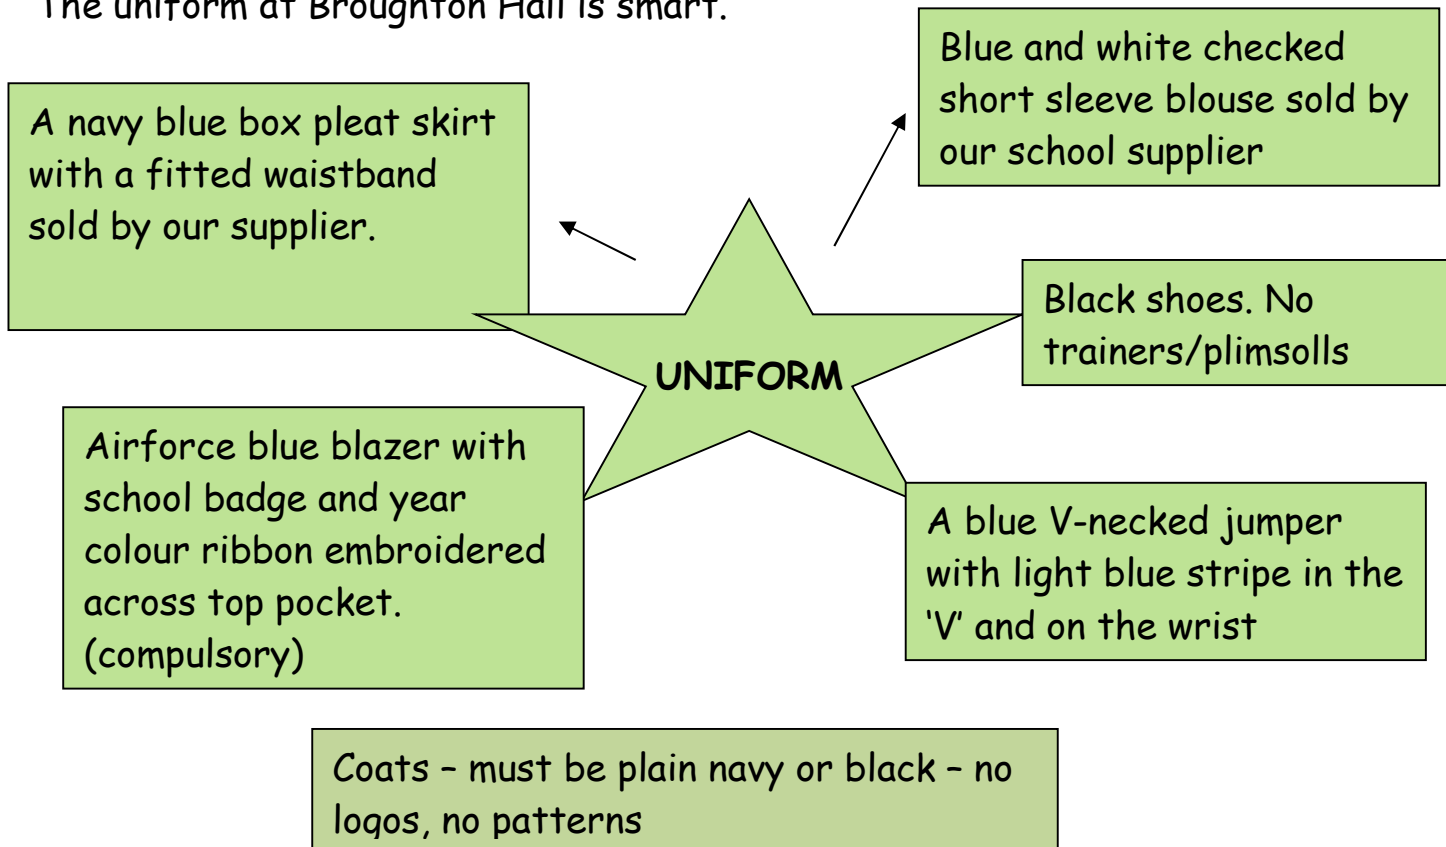 The uniform at Broughton Hall is smart.
Blue and white checked
short sleeve blouse sold by
our school supplier
A navy blue box pleat skirt
with a fitted waistband
sold by our supplier.
Black shoes. No
trainers/plimsolls
UNIFORM
Airforce blue blazer with
school badge and year
colour ribbon embroidered
across top pocket.
(compulsory)
A blue V-necked jumper
with light blue stripe in the
‘V’ and on the wrist
Coats – must be plain navy or black – no
logos, no patterns